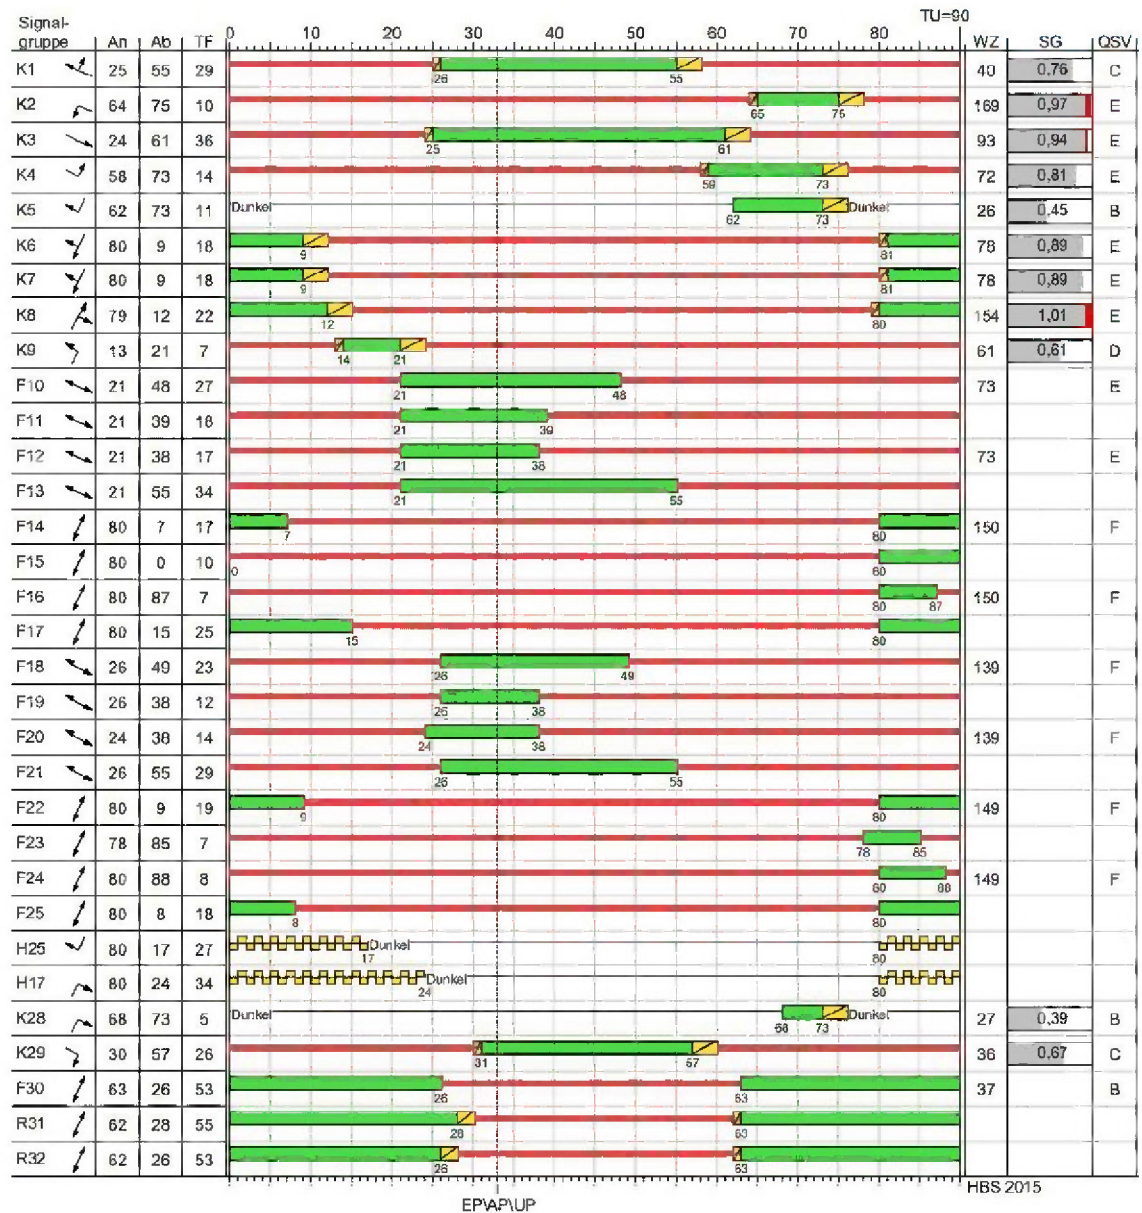 TU=90
Signal-
gruppe An Ab TF 0 10 20 30 40 50 60 70 80 WZ SG QSV
K1 25 55 29 26 55 40 0,76 C
K2 64 75 10 65 75 169 0,97 E
K3 24 61 36 25 61 93 0,94 E
K4 58 73 14 59 73 72 0,81 E
K5 62 73 11 Dunkel 62 73 Dunkel 26 0,45 B
K6 80 9 18 9 81 78 0,89 E
K7 80 9 18 9 81 78 0,89 E
K8 79 12 22 12 80 154 1,01 E
K9 13 21 7 14 21 61 0,61 D
F10 21 48 27 21 48 73 E
F11 21 39 18 21 39
F12 21 38 17 21 38 73 E
F13 21 55 34 21 55
F14 80 7 17 7 80 150 F
F15 80 0 10 0 80
F16 80 87 7 80 87 150 F
F17 80 15 25 15 80
F18 26 49 23 26 49 139 F
F19 26 38 12 26 38
F20 24 38 14 24 38 139 F
F21 26 55 29 26 55
F22 80 9 19 9 80 149 F
F23 78 85 7 78 85
F24 80 88 8 80 88 149 F
F25 80 8 18 8 80
H25 80 17 27 17 Dunkel 80
H17 80 24 34 24 Dunkel 80
K28 68 73 5 Dunkel 68 73 Dunkel 27 0,39 B
K29 30 57 26 31 57 36 0,67 C
F30 63 26 53 26 63 37 B
R31 62 28 55 28 63
R32 62 26 53 26 63
HBS 2015
EP\AP\UP